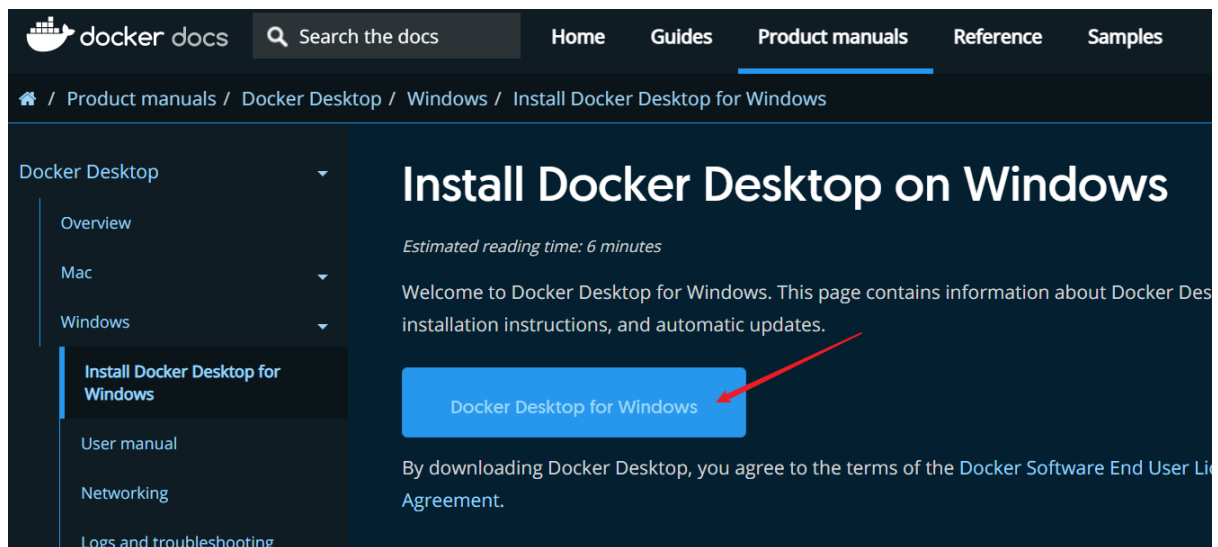 docker docs
Search the docs
Home
Guides
Product manuals
Reference
Samples
/ Product manuals / Docker Desktop / Windows / Install Docker Desktop for Windows
Docker Desktop
Overview
Mac
Windows
Install Docker Desktop for
Windows
User manual
Networking
Logs and troubleshooting
Install Docker Desktop on Windows
Estimated reading time: 6 minutes
Welcome to Docker Desktop for Windows. This page contains information about Docker Des
installation instructions, and automatic updates.
Docker Desktop for Windows
By downloading Docker Desktop, you agree to the terms of the Docker Software End User Lic
Agreement.